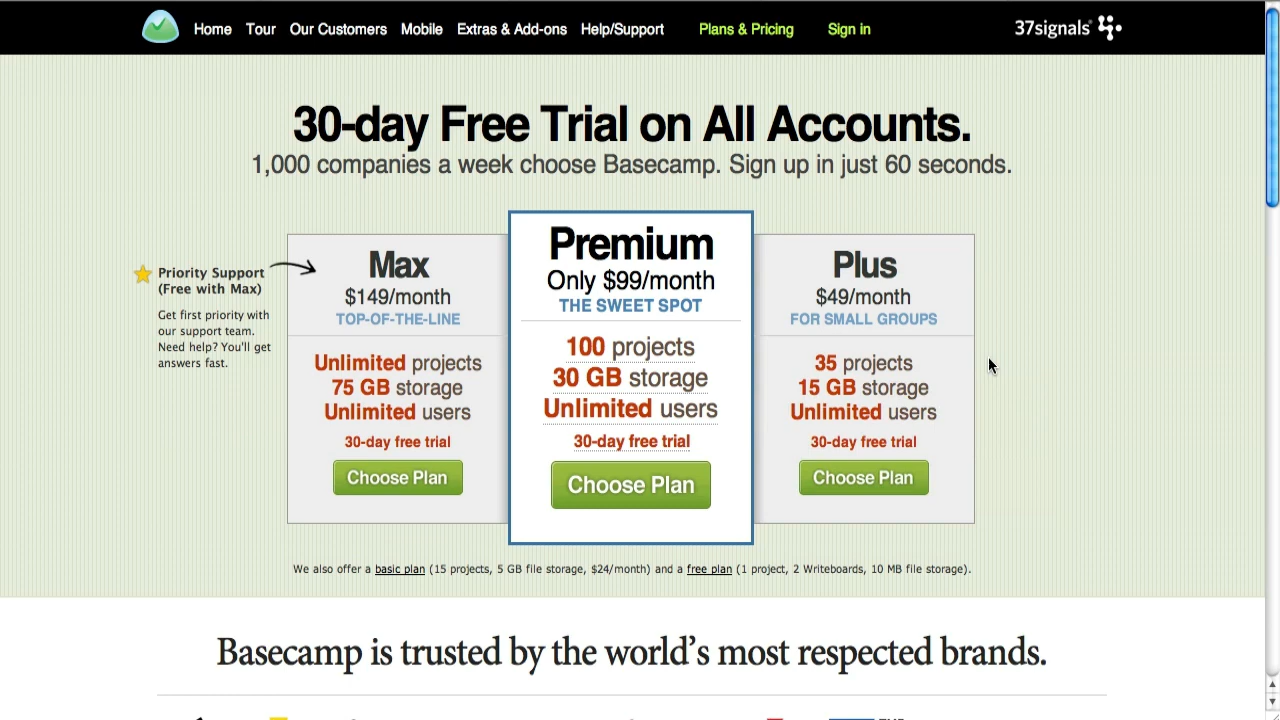 Home Tour Our Customers Mobile Extras & Add-ons Help/Support Plans & Pricing Sign in 37signals
30-day Free Trial on All Accounts.
1,000 companies a week choose Basecamp. Sign up in just 60 seconds.
Priority Support
(Free with Max)
Get first priority with
our support team.
Need help? You'll get
answers fast.
Max
$149/month
TOP-OF-THE-LINE
Unlimited projects
75 GB storage
Unlimited users
30-day free trial
Choose Plan
Premium
Only $99/month
THE SWEET SPOT
100 projects
30 GB storage
Unlimited users
30-day free trial
Choose Plan
Plus
$49/month
FOR SMALL GROUPS
35 projects
15 GB storage
Unlimited users
30-day free trial
Choose Plan
We also offer a basic plan (15 projects, 5 GB file storage, $24/month) and a free plan (1 project, 2 Writeboards, 10 MB file storage).
Basecamp is trusted by the world's most respected brands.